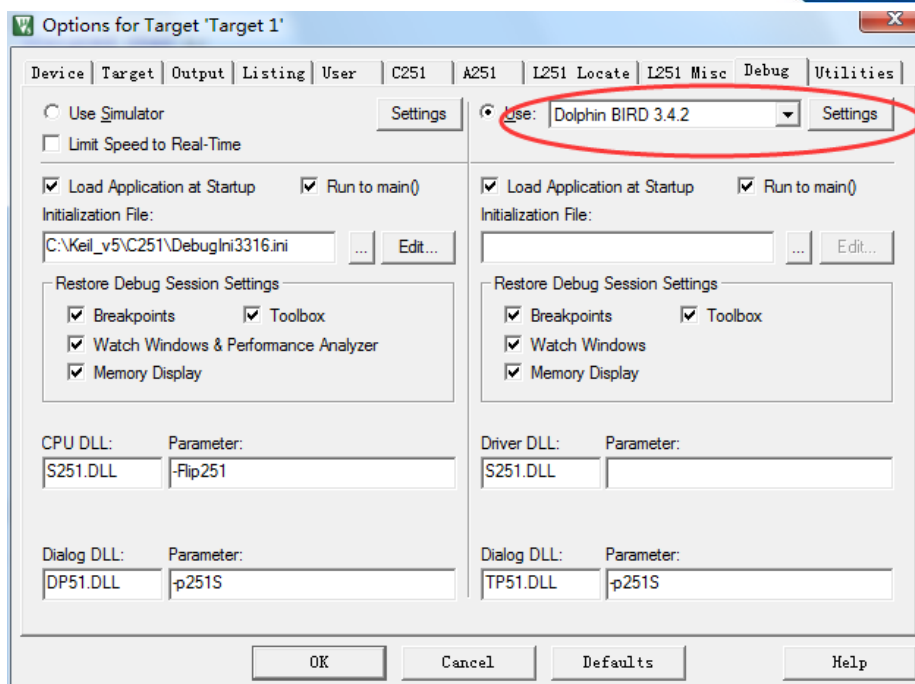 Options for Target 'Target 1'
Device Target Output Listing User C251 A251 L251 Locate L251 Misc Debug Utilities
Use Simulator Settings Use: Dolphin BIRD 3.4.2 Settings
Limit Speed to Real-Time
Load Application at Startup Run to main() Load Application at Startup Run to main()
Initialization File: Initialization File:
C:\Keil_v5\C251\DebugIni3316.ini ... Edit... ... Edit...
Restore Debug Session Settings Restore Debug Session Settings
Breakpoints Toolbox Breakpoints Toolbox
Watch Windows & Performance Analyzer Watch Windows
Memory Display Memory Display
CPU DLL: Parameter: Driver DLL: Parameter:
S251.DLL -Flip251 S251.DLL
Dialog DLL: Parameter: Dialog DLL: Parameter:
DP51.DLL -p251S TP51.DLL -p251S
OK Cancel Defaults Help